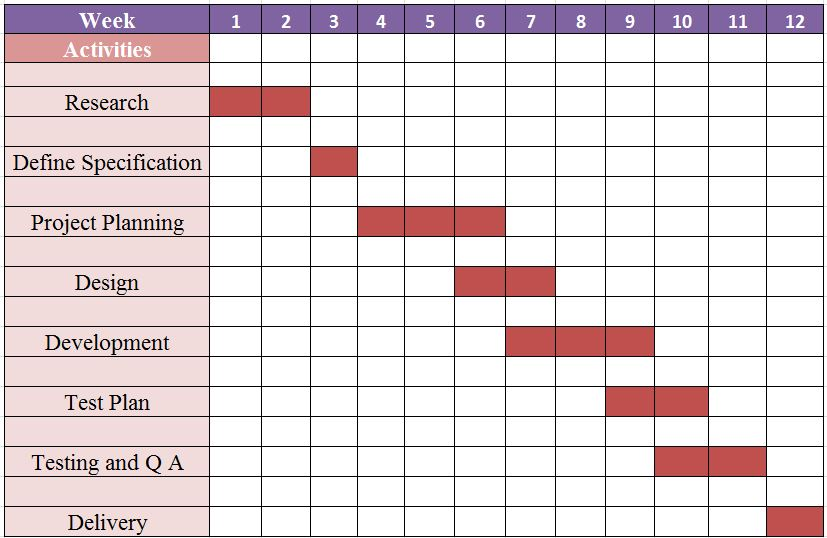 Week 1 2 3 4 5 6 7 8 9 10 11 12
Activities
Research
Define Specification
Project Planning
Design
Development
Test Plan
Testing and Q A
Delivery